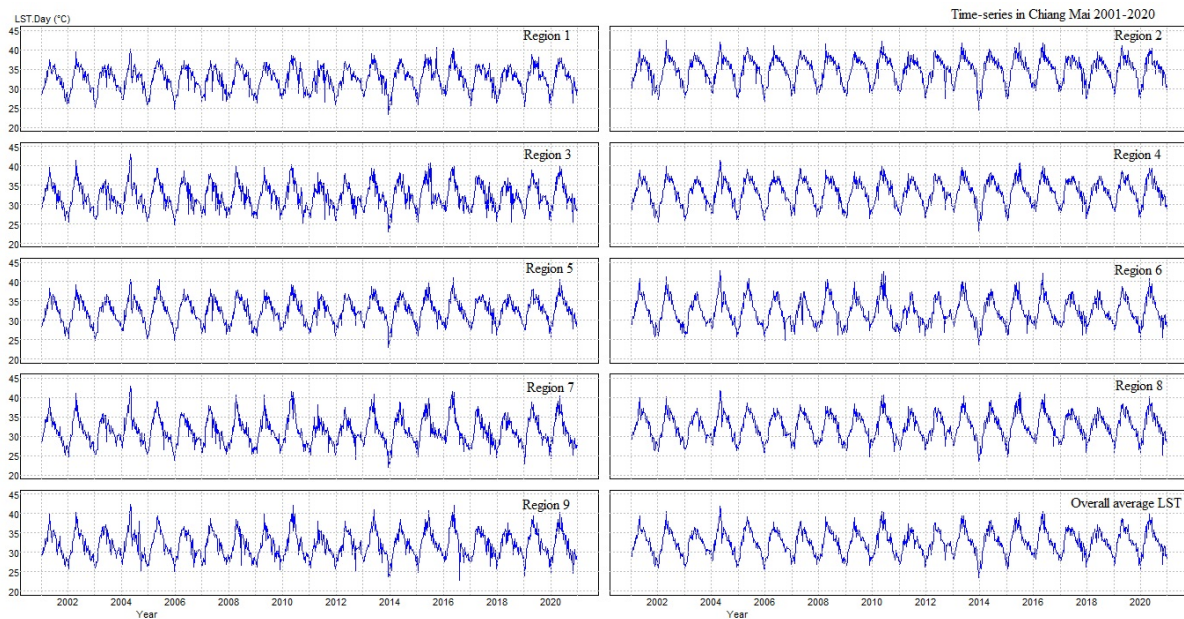 LST.Day (°C)
Time-series in Chiang Mai 2001-2020
45
40
35
30
25
20
Region 1
Region 2
45
40
35
30
25
20
Region 3
Region 4
45
40
35
30
25
20
Region 5
Region 6
45
40
35
30
25
20
Region 7
Region 8
45
40
35
30
25
20
Region 9
Overall average LST
2002 2004 2006 2008 2010 2012 2014 2016 2018 2020
2002 2004 2006 2008 2010 2012 2014 2016 2018 2020
Year
Year